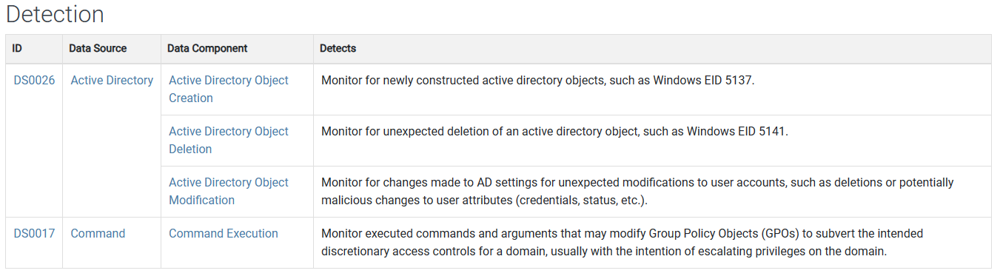 Detection
ID Data Source Data Component Detects
DS0026 Active Directory Active Directory Object Monitor for newly constructed active directory objects, such as Windows EID 5137.
Creation
Active Directory Object Monitor for unexpected deletion of an active directory object, such as Windows EID 5141.
Deletion
Active Directory Object Monitor for changes made to AD settings for unexpected modifications to user accounts, such as deletions or potentially
Modification malicious changes to user attributes (credentials, status, etc.).
DS0017 Command Command Execution Monitor executed commands and arguments that may modify Group Policy Objects (GPOs) to subvert the intended
discretionary access controls for a domain, usually with the intention of escalating privileges on the domain.